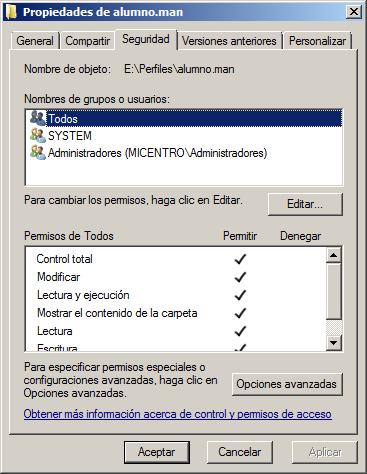 Propiedades de alumno.man
General
Compartir
Seguridad
Versiones anteriores
Personalizar
Nombre de objeto: E:\Perfiles\alumno.man
Nombres de grupos o usuarios:
Todos
SYSTEM
Administradores (MICENTRO\Administradores)
Para cambiar los permisos, haga clic en Editar.
Editar...
Permisos de Todos Permitir Denegar
Control total
Modificar
Lectura y ejecución
Mostrar el contenido de la carpeta
Lectura
Escritura
Para especificar permisos especiales o
configuraciones avanzadas, haga clic en
Opciones avanzadas.
Opciones avanzadas
Obtener más información acerca de control y permisos de acceso
Aceptar
Cancelar
Aplicar